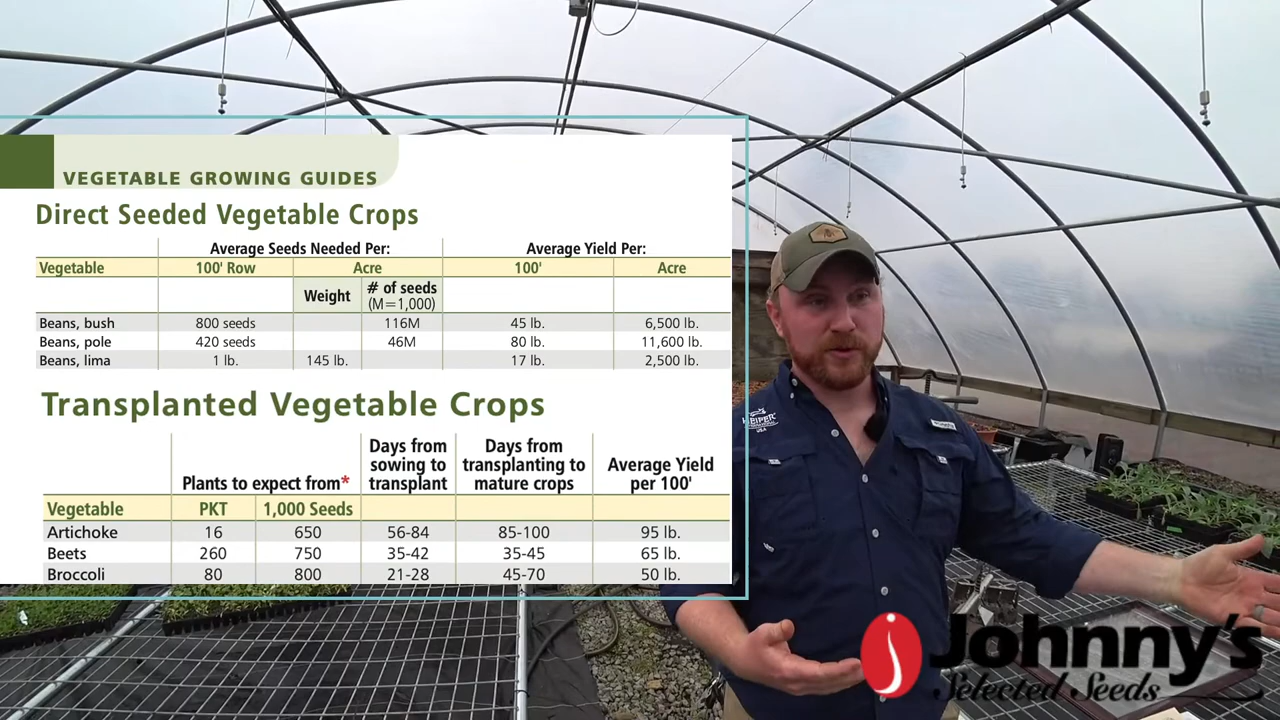 VEGETABLE GROWING GUIDES
Direct Seeded Vegetable Crops
Average Seeds Needed Per: Average Yield Per:
Vegetable 100' Row Acre 100' Acre
Weight # of seeds (M=1,000)
Beans, bush 800 seeds 116M 45 lb. 6,500 lb.
Beans, pole 420 seeds 46M 80 lb. 11,600 lb.
Beans, lima 1 lb. 145 lb. 17 lb. 2,500 lb.
Transplanted Vegetable Crops
Plants to expect from* Days from sowing to transplant Days from transplanting to mature crops Average Yield per 100'
Vegetable PKT 1,000 Seeds
Artichoke 16 650 56-84 85-100 95 lb.
Beets 260 750 35-42 35-45 65 lb.
Broccoli 80 800 21-28 45-70 50 lb.
USA
Johnny's
Selected Seeds